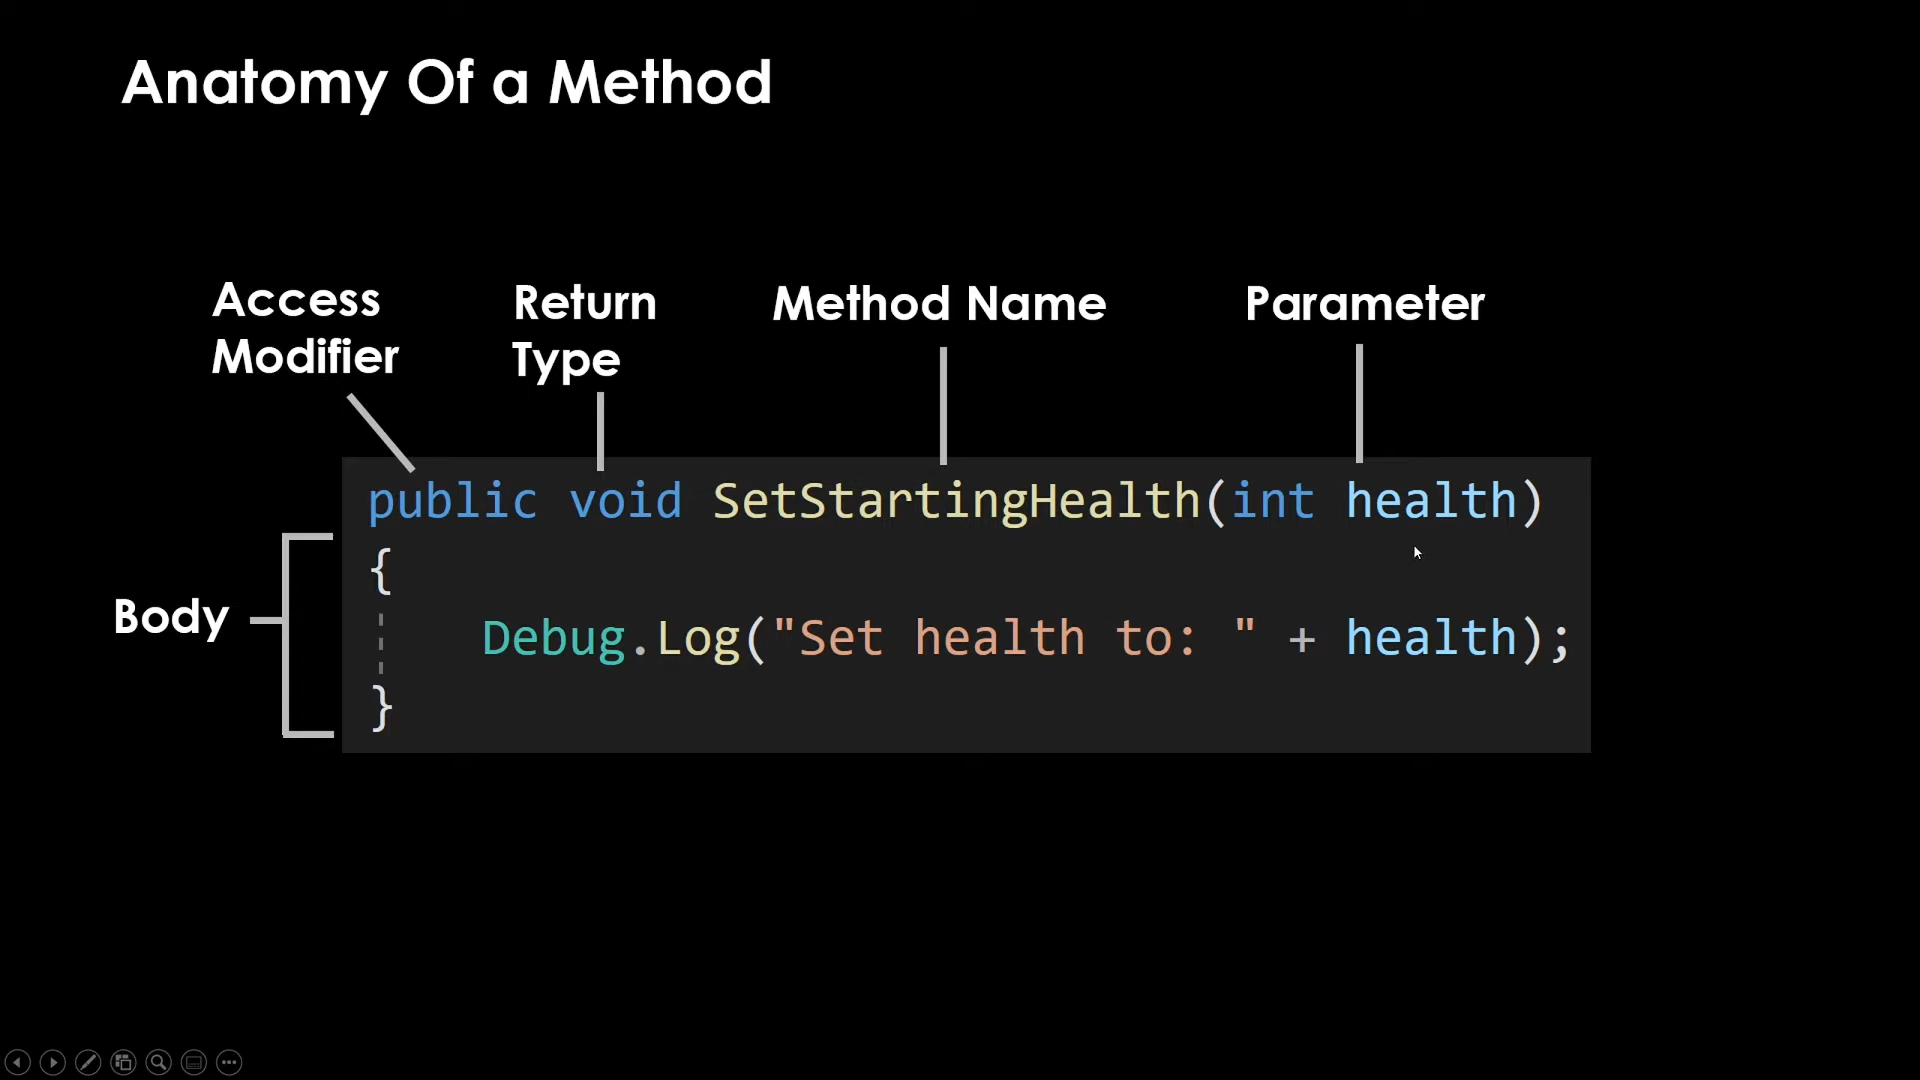 Anatomy Of a Method
Access
Modifier
Return
Type
Method Name
Parameter
public void SetStartingHealth(int health)
{
Debug.Log("Set health to: " + health);
}
Body